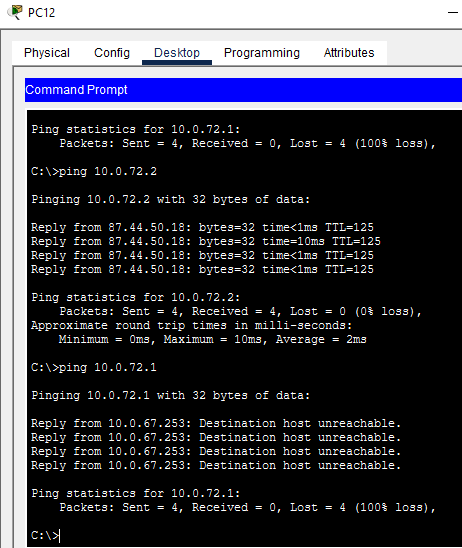 PC12
Physical Config Desktop Programming Attributes
Command Prompt
Ping statistics for 10.0.72.1:
    Packets: Sent = 4, Received = 0, Lost = 4 (100% loss),
C:\>ping 10.0.72.2
Pinging 10.0.72.2 with 32 bytes of data:
Reply from 87.44.50.18: bytes=32 time<1ms TTL=125
Reply from 87.44.50.18: bytes=32 time=10ms TTL=125
Reply from 87.44.50.18: bytes=32 time<1ms TTL=125
Reply from 87.44.50.18: bytes=32 time<1ms TTL=125
Ping statistics for 10.0.72.2:
    Packets: Sent = 4, Received = 4, Lost = 0 (0% loss),
Approximate round trip times in milli-seconds:
    Minimum = 0ms, Maximum = 10ms, Average = 2ms
C:\>ping 10.0.72.1
Pinging 10.0.72.1 with 32 bytes of data:
Reply from 10.0.67.253: Destination host unreachable.
Reply from 10.0.67.253: Destination host unreachable.
Reply from 10.0.67.253: Destination host unreachable.
Reply from 10.0.67.253: Destination host unreachable.
Ping statistics for 10.0.72.1:
    Packets: Sent = 4, Received = 0, Lost = 4 (100% loss),
C:\>